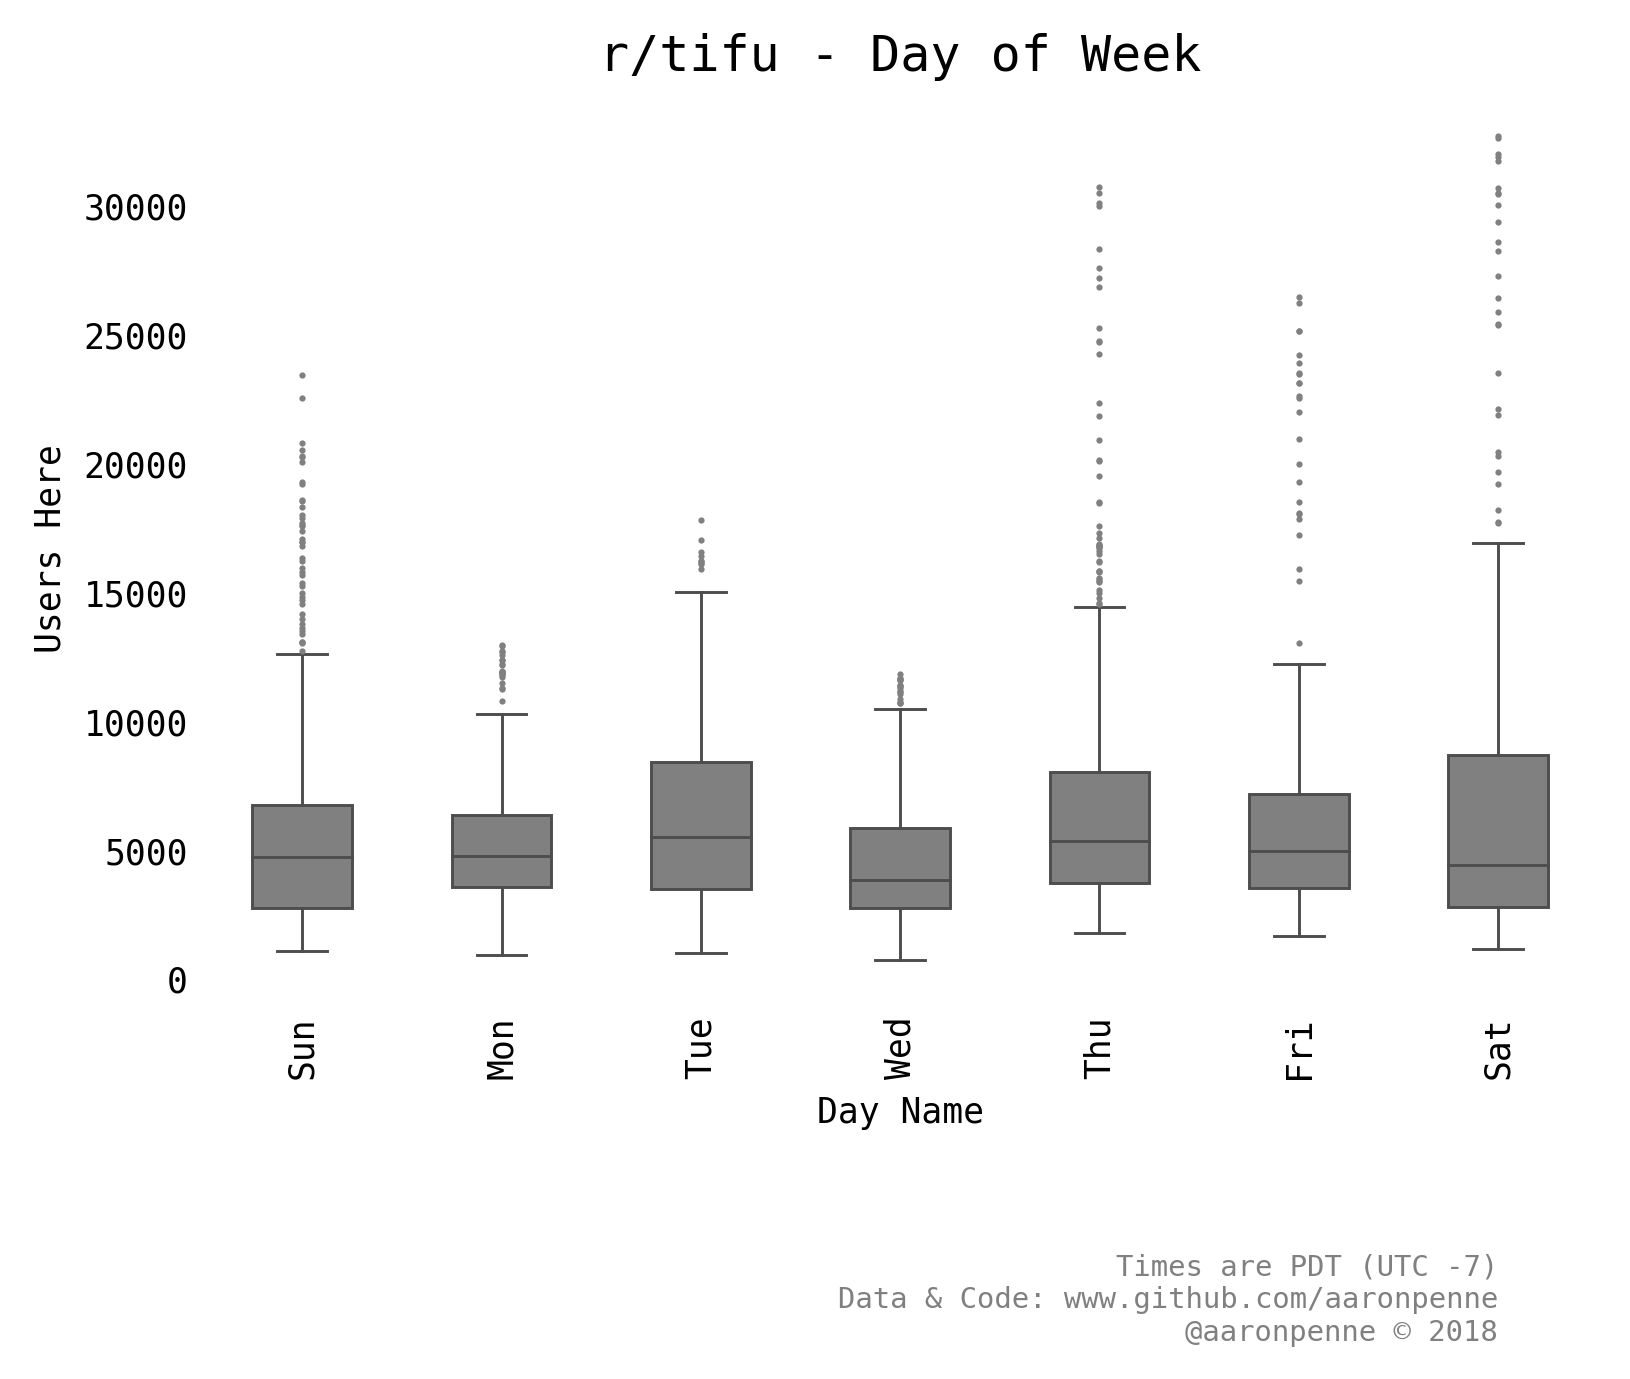 r/tifu - Day of Week
30000
25000
20000
15000
10000
5000
0
Users Here
Sun
Mon
Tue
Wed
Thu
Fri
Sat
Day Name
Times are PDT (UTC -7)
Data & Code: www.github.com/aaronpenne
@aaronpenne © 2018